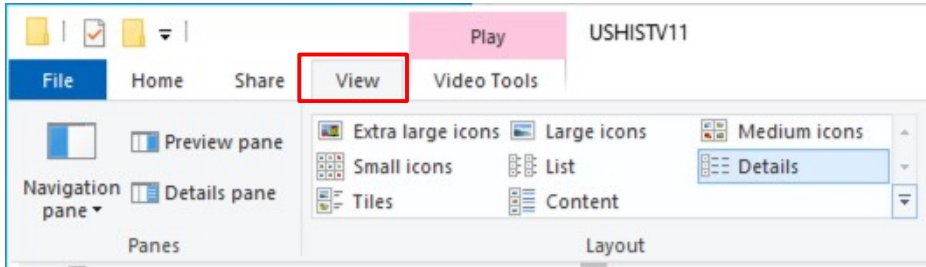 Play USHISTV11
File Home Share View Video Tools
Preview pane
Navigation pane
Details pane
Panes
Extra large icons Large icons Medium icons
Small icons List Details
Tiles Content
Layout